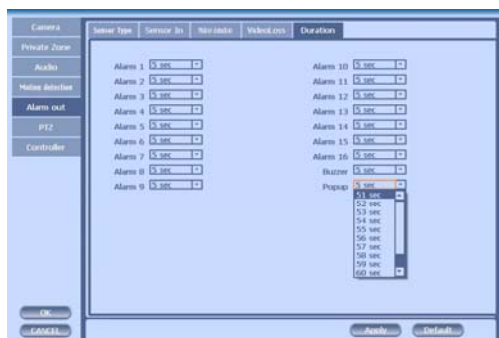 Camera
Private Zone
Audio
Motion detection
Alarm out
PTZ
Controller
OK
CANCEL
Sensor Type
Sensor In
VideoLoss
Duration
Alarm 1 5 sec
Alarm 2 5 sec
Alarm 3 5 sec
Alarm 4 5 sec
Alarm 5 5 sec
Alarm 6 5 sec
Alarm 7 5 sec
Alarm 8 5 sec
Alarm 9 5 sec
Alarm 10 5 sec
Alarm 11 5 sec
Alarm 12 5 sec
Alarm 13 5 sec
Alarm 14 5 sec
Alarm 15 5 sec
Alarm 16 5 sec
Buzzer 5 sec
Popup 5 sec
51 sec
52 sec
53 sec
54 sec
55 sec
56 sec
57 sec
58 sec
59 sec
60 sec
Apply
Default